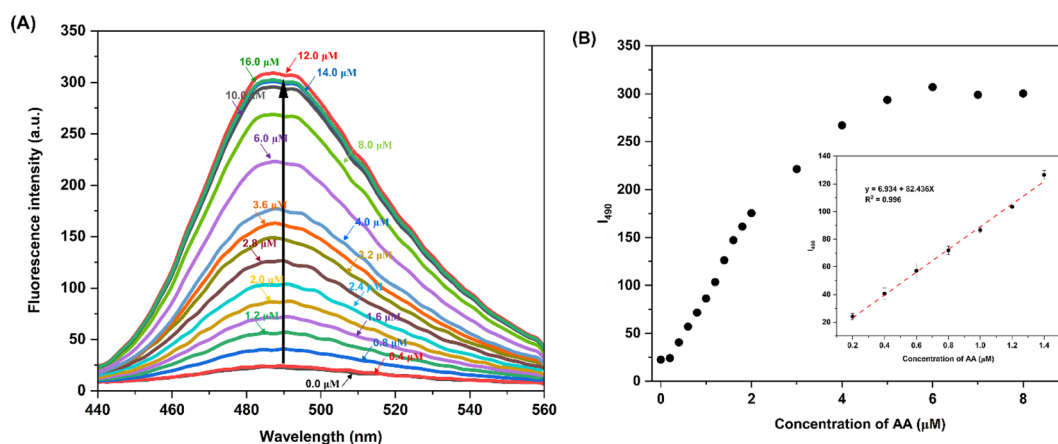 (A)
350
300
250
200
150
100
50
0
Fluorescence intensity (a.u.)
440
460
480
500
520
540
560
Wavelength (nm)
16.0 μM
12.0 μM
14.0 μM
10.0 μM
8.0 μM
6.0 μM
3.6 μM
4.0 μM
2.8 μM
3.2 μM
2.4 μM
2.0 μM
1.6 μM
1.2 μM
0.8 μM
0.4 μM
0.0 μM
(B)
350
300
250
200
150
100
50
0
I490
0
2
4
6
8
Concentration of AA (μM)
140
120
100
80
60
40
20
I490
y = 6.934 + 82.436X
R² = 0.996
0.2
0.4
0.6
0.8
1.0
1.2
1.4
Concentration of AA (μM)